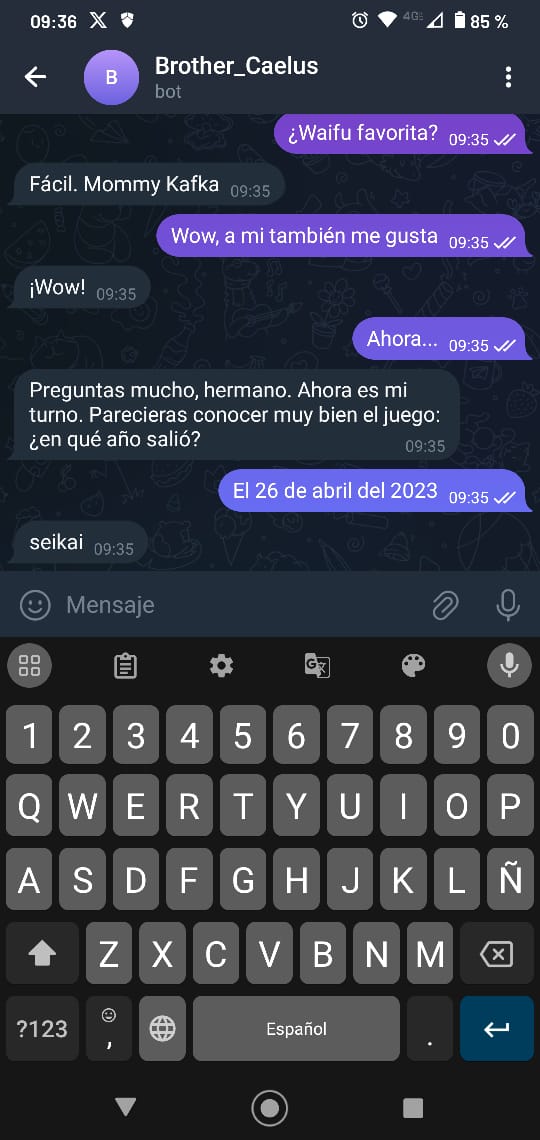 09:36 X 4G 85 %
B Brother_Caelus
bot
¿Waifu favorita? 09:35
Fácil. Mommy Kafka 09:35
Wow, a mi también me gusta 09:35
¡Wow! 09:35
Ahora... 09:35
Preguntas mucho, hermano. Ahora es mi
turno. Parecieras conocer muy bien el juego:
¿en qué año salió? 09:35
El 26 de abril del 2023 09:35
seikai 09:35
Mensaje
1 2 3 4 5 6 7 8 9 0
Q W E R T Y U I O P
A S D F G H J K L Ñ
Z X C V B N M
?123 , Español .